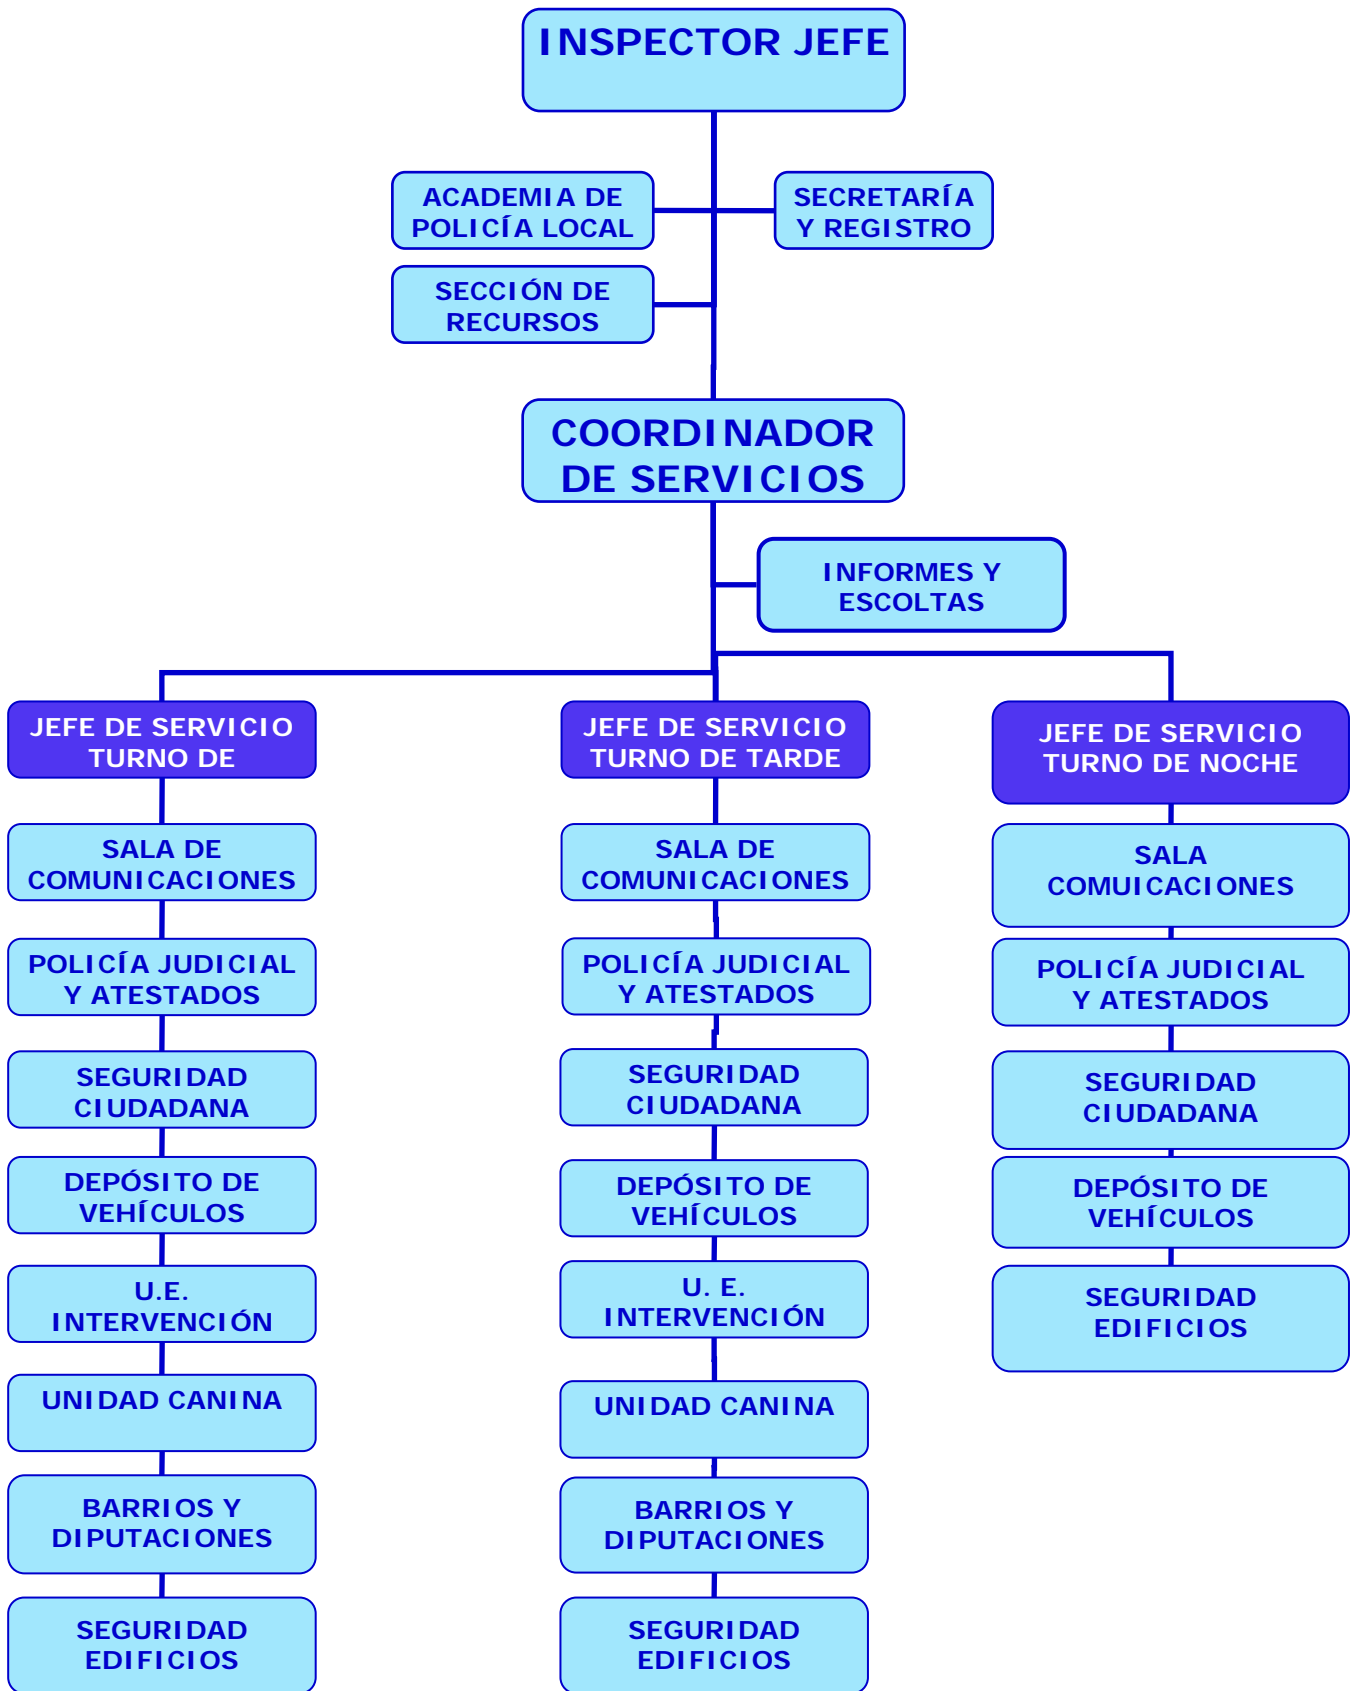 INSPECTOR JEFE
ACADEMIA DE
POLICÍA LOCAL
SECRETARÍA
Y REGISTRO
SECCIÓN DE
RECURSOS
COORDINADOR
DE SERVICIOS
INFORMES Y
ESCOLTAS
JEFE DE SERVICIO
TURNO DE
SALA DE
COMUNICACIONES
POLICÍA JUDICIAL
Y ATESTADOS
SEGURIDAD
CIUDADANA
DEPÓSITO DE
VEHÍCULOS
U.E.
INTERVENCIÓN
UNIDAD CANINA
BARRIOS Y
DIPUTACIONES
SEGURIDAD
EDIFICIOS
JEFE DE SERVICIO
TURNO DE TARDE
SALA DE
COMUNICACIONES
POLICÍA JUDICIAL
Y ATESTADOS
SEGURIDAD
CIUDADANA
DEPÓSITO DE
VEHÍCULOS
U. E.
INTERVENCIÓN
UNIDAD CANINA
BARRIOS Y
DIPUTACIONES
SEGURIDAD
EDIFICIOS
JEFE DE SERVICIO
TURNO DE NOCHE
SALA
COMUICACIONES
POLICÍA JUDICIAL
Y ATESTADOS
SEGURIDAD
CIUDADANA
DEPÓSITO DE
VEHÍCULOS
SEGURIDAD
EDIFICIOS